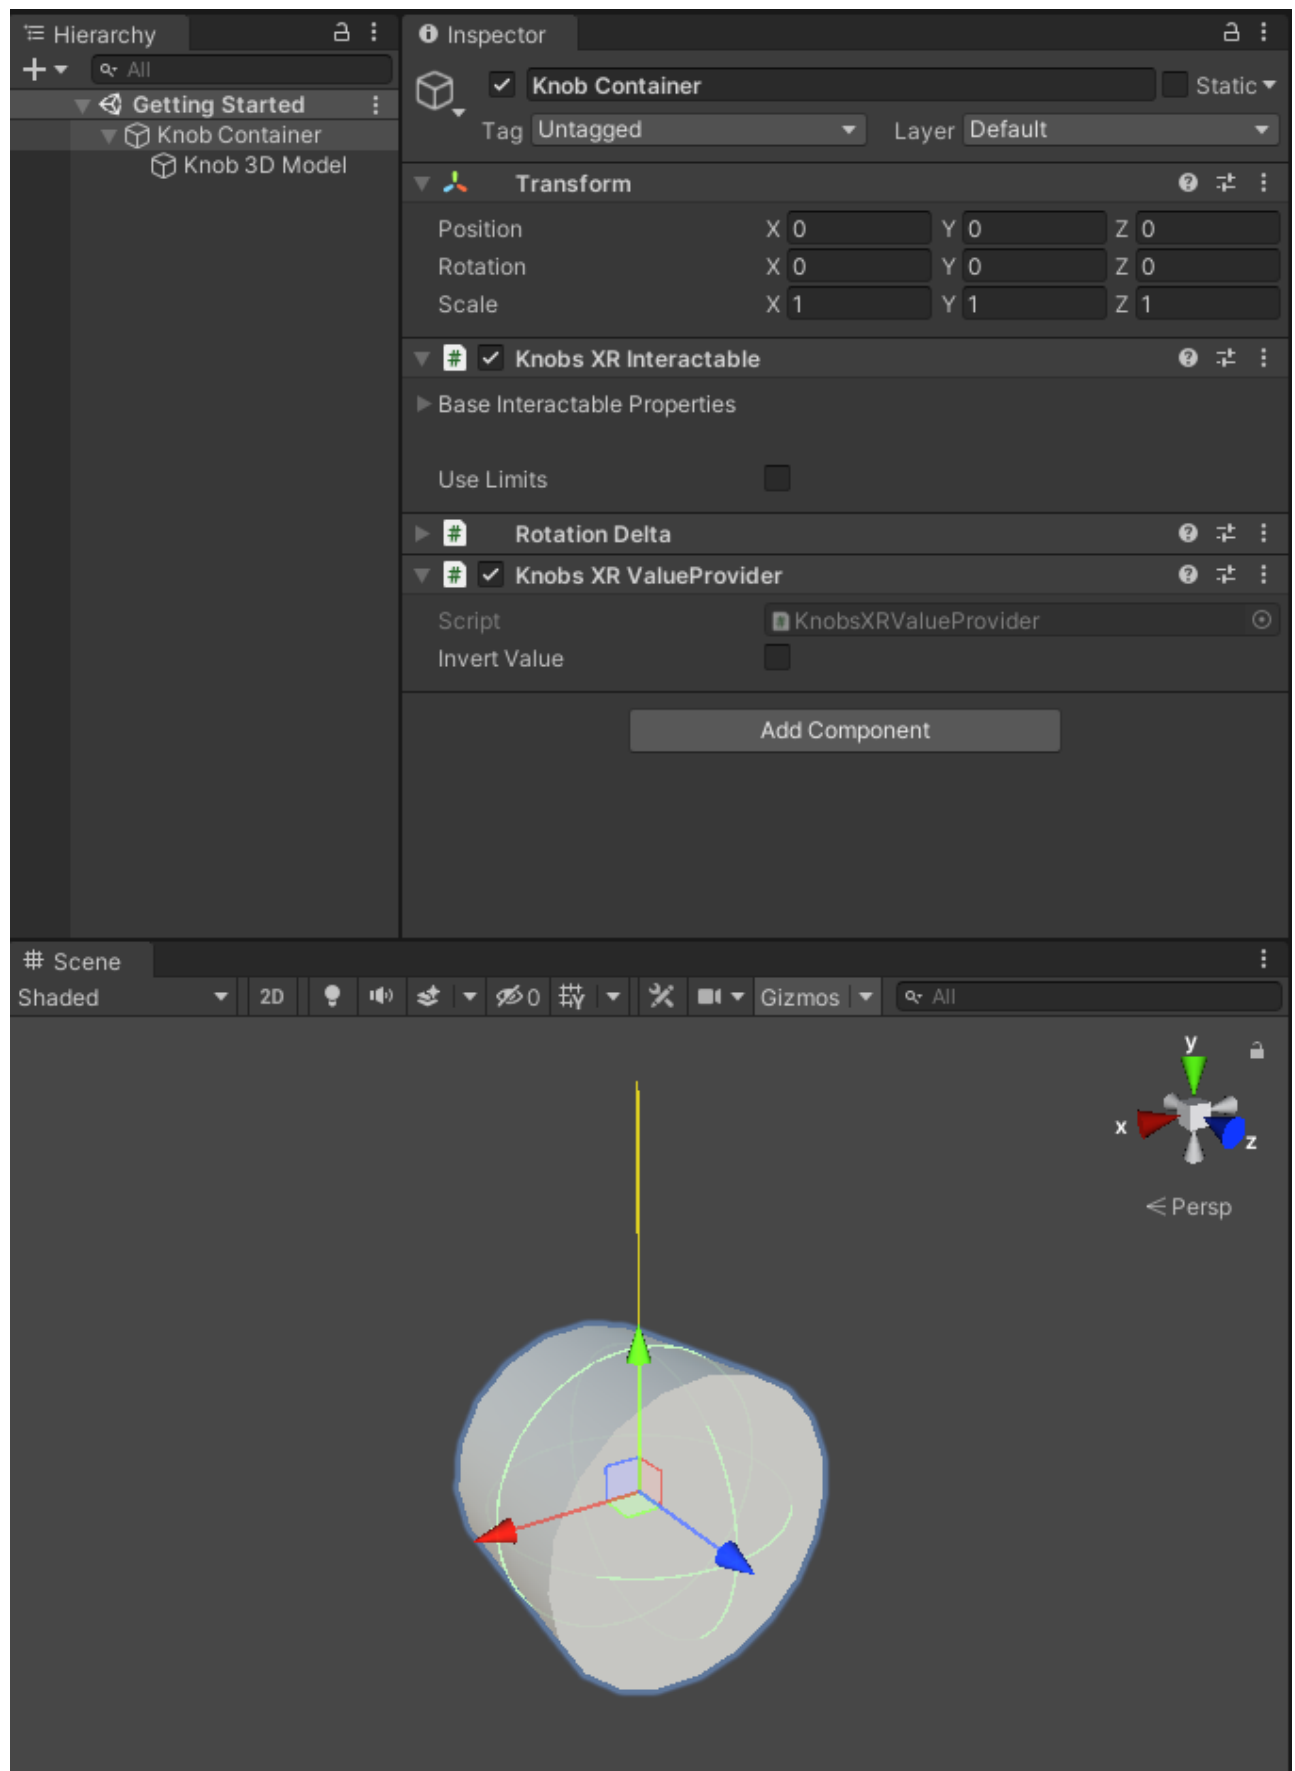 Hierarchy
All
Getting Started
Knob Container
Knob 3D Model
Inspector
Knob Container
Static
Tag Untagged Layer Default
Transform
Position X 0 Y 0 Z 0
Rotation X 0 Y 0 Z 0
Scale X 1 Y 1 Z 1
# Knobs XR Interactable
Base Interactable Properties
Use Limits
# Rotation Delta
# Knobs XR ValueProvider
Script KnobsXRValueProvider
Invert Value
Add Component
Scene
Shaded 2D 0 Gizmos All
y
x
z
Persp